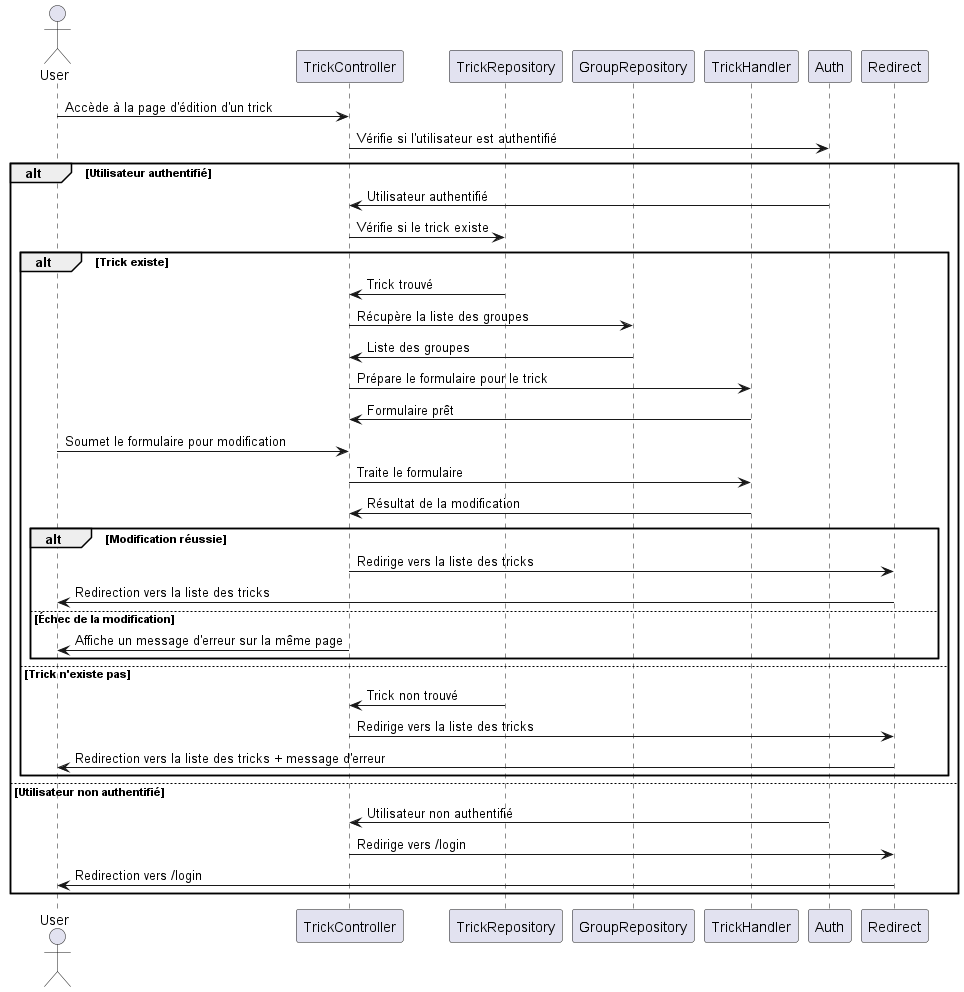 User
TrickController
TrickRepository
GroupRepository
TrickHandler
Auth
Redirect
Accède à la page d'édition d'un trick
Vérifie si l'utilisateur est authentifié
alt
[Utilisateur authentifié]
Utilisateur authentifié
Vérifie si le trick existe
alt
[Trick existe]
Trick trouvé
Récupère la liste des groupes
Liste des groupes
Prépare le formulaire pour le trick
Formulaire prêt
Soumet le formulaire pour modification
Traite le formulaire
Résultat de la modification
alt
[Modification réussie]
Redirige vers la liste des tricks
Redirection vers la liste des tricks
[Échec de la modification]
Affiche un message d'erreur sur la même page
[Trick n'existe pas]
Trick non trouvé
Redirige vers la liste des tricks
Redirection vers la liste des tricks + message d'erreur
[Utilisateur non authentifié]
Utilisateur non authentifié
Redirige vers /login
Redirection vers /login
User
TrickController
TrickRepository
GroupRepository
TrickHandler
Auth
Redirect